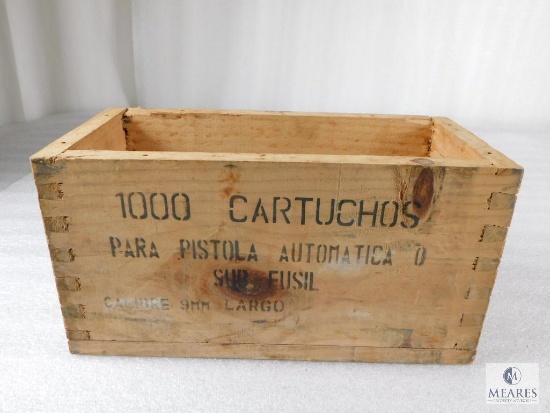 1000 CARTUCHOS
PARA PISTOLA AUTOMATICA O
SUB FUSIL
CALIBRE 9MM LARGO
MEARES